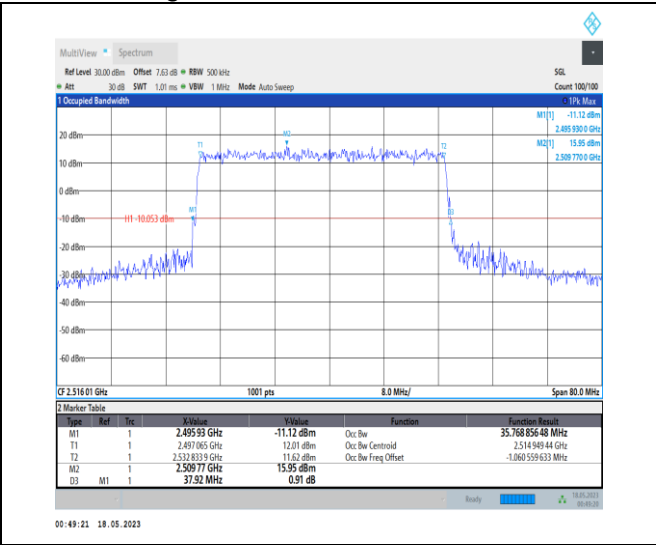 MultiView Spectrum
Ref Level 30.00 dBm Offset 7.63 dB RBW 500 kHz SGL
Att 30 dB SWT 1.01 ms VBW 1 MHz Mode Auto Sweep Count 100/100
1 Occupied Bandwidth 1Pk Max
M1[1] -11.12 dBm
2.495 930 0 GHz
M2[1] 15.95 dBm
2.509 770 0 GHz
20 dBm
M2
T1
T2
10 dBm
0 dBm
M1
D3
-10 dBm
H1 -10.053 dBm
-20 dBm
-30 dBm
-40 dBm
-50 dBm
-60 dBm
CF 2.516 01 GHz 1001 pts 8.0 MHz/ Span 80.0 MHz
2 Marker Table
Type Ref Trc X-Value Y-Value Function Function Result
M1 1 2.495 93 GHz -11.12 dBm Occ Bw 35.768 856 48 MHz
T1 1 2.497 065 GHz 12.01 dBm Occ Bw Centroid 2.514 949 44 GHz
T2 1 2.532 833 9 GHz 11.62 dBm Occ Bw Freq Offset -1.060 559 633 MHz
M2 1 2.509 77 GHz 15.95 dBm
D3 M1 1 37.92 MHz 0.91 dB
Ready 18.05.2023
00:49:20
00:49:21 18.05.2023